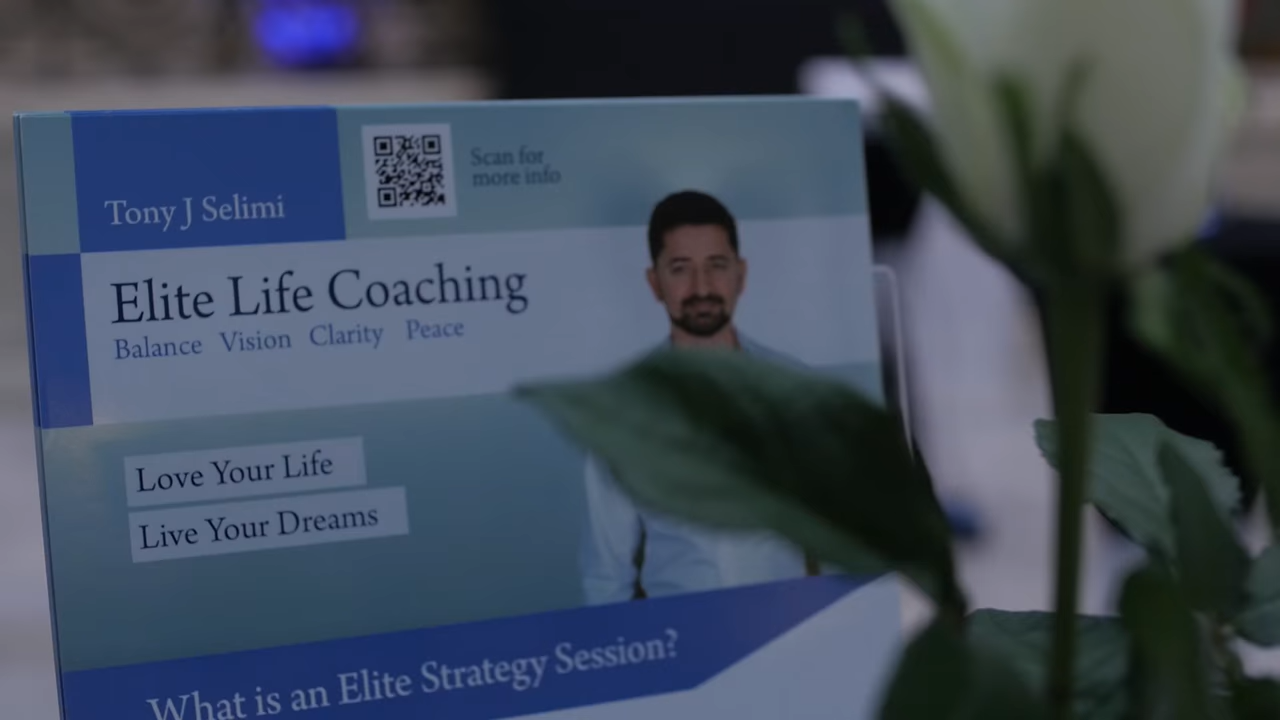 Tony J Selimi
Scan for
more info
Elite Life Coaching
Balance Vision Clarity Peace
Love Your Life
Live Your Dreams
What is an Elite Strategy Session?